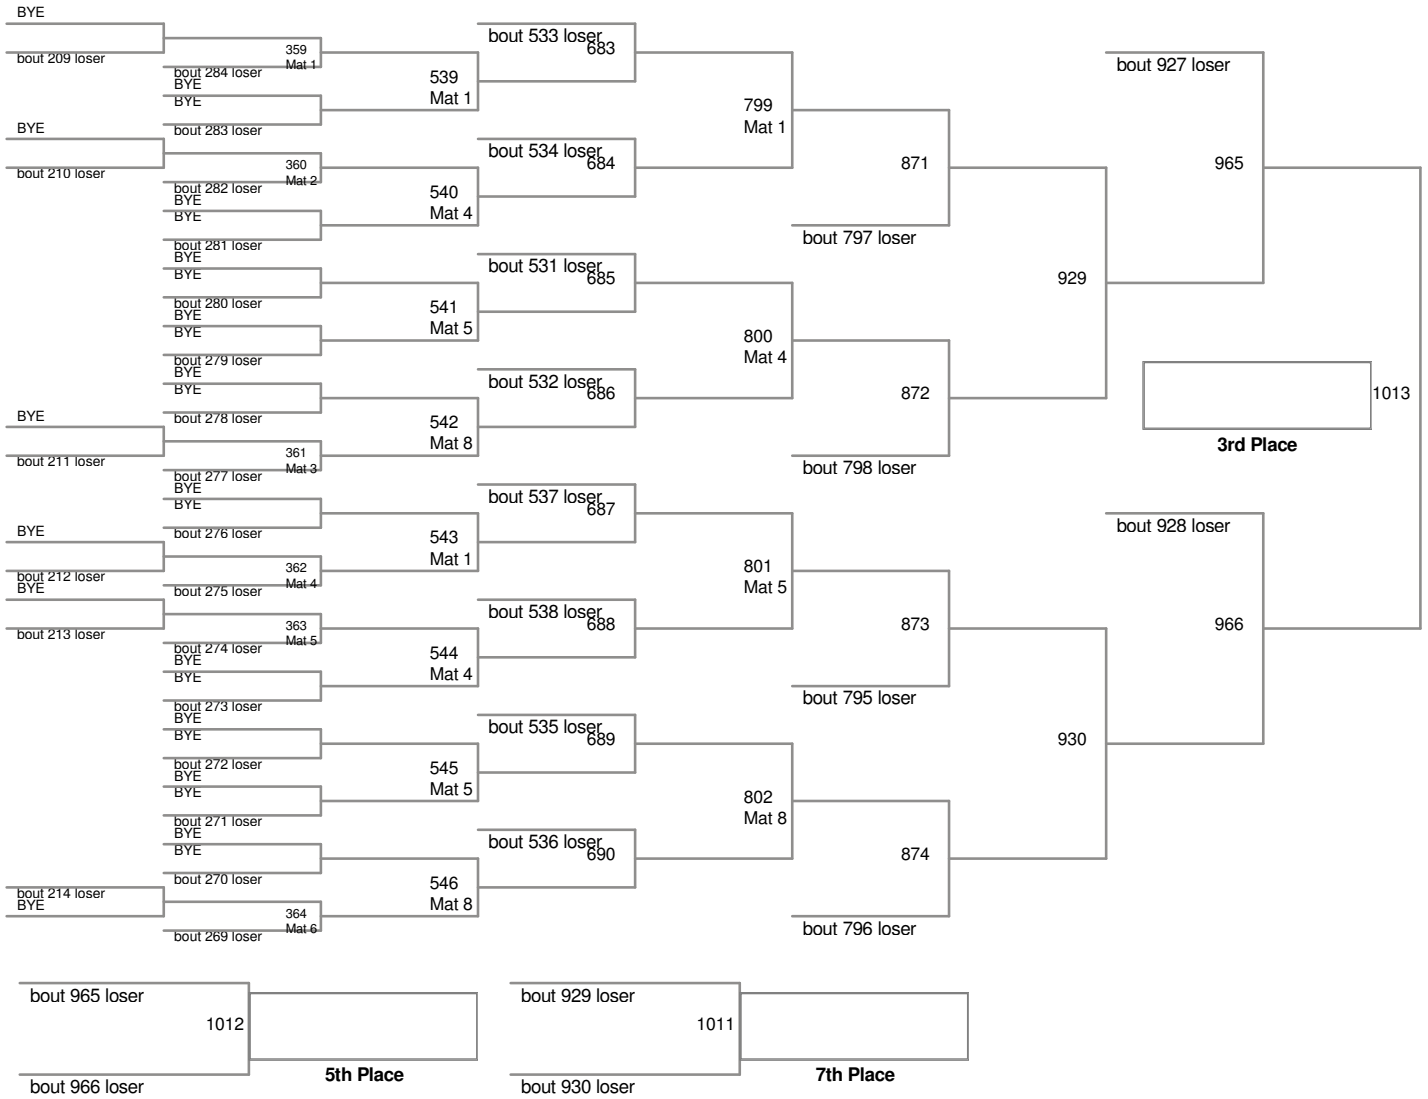 BYE
bout 209 loser
BYE
bout 210 loser
BYE
bout 211 loser
BYE
bout 212 loser
BYE
bout 213 loser
bout 214 loser
BYE
359
Mat 1
bout 284 loser
BYE
BYE
bout 283 loser
360
Mat 2
bout 282 loser
BYE
BYE
bout 281 loser
BYE
BYE
bout 280 loser
BYE
BYE
bout 279 loser
BYE
BYE
bout 278 loser
361
Mat 3
bout 277 loser
BYE
BYE
bout 276 loser
362
Mat 4
bout 275 loser
363
Mat 5
bout 274 loser
BYE
BYE
bout 273 loser
BYE
BYE
bout 272 loser
BYE
BYE
bout 271 loser
BYE
BYE
bout 270 loser
364
Mat 6
bout 269 loser
539
Mat 1
540
Mat 4
541
Mat 5
542
Mat 8
543
Mat 1
544
Mat 4
545
Mat 5
546
Mat 8
bout 533 loser
683
bout 534 loser
684
bout 531 loser
685
bout 532 loser
686
bout 537 loser
687
bout 538 loser
688
bout 535 loser
689
bout 536 loser
690
799
Mat 1
800
Mat 4
801
Mat 5
802
Mat 8
871
bout 797 loser
872
bout 798 loser
873
bout 795 loser
874
bout 796 loser
929
930
bout 927 loser
965
bout 928 loser
966
1013
3rd Place
bout 965 loser
1012
bout 966 loser
5th Place
bout 929 loser
1011
bout 930 loser
7th Place